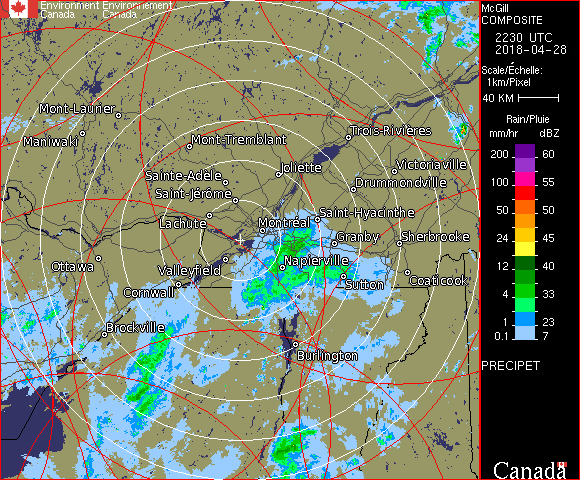 Environment Environnement
Canada Canada
McGill
COMPOSITE
2230 UTC
2018-04-28
Scale/Échelle:
1km/Pixel
40 KM
Rain/Pluie
mm/hr dBZ
200 60
100 55
50 50
24 45
12 40
4 33
1 23
0.1 7
PRECIPET
Canada
Mont-Laurier
Maniwaki
Mont-Tremblant
Trois-Rivières
Sainte-Adèle
Joliette
Victoriaville
Saint-Jérôme
Drummondville
Lachute
Montréal
Saint-Hyacinthe
Granby
Sherbrooke
Ottawa
Valleyfield
Napierville
Cornwall
Sutton
Coaticook
Brockville
Burlington